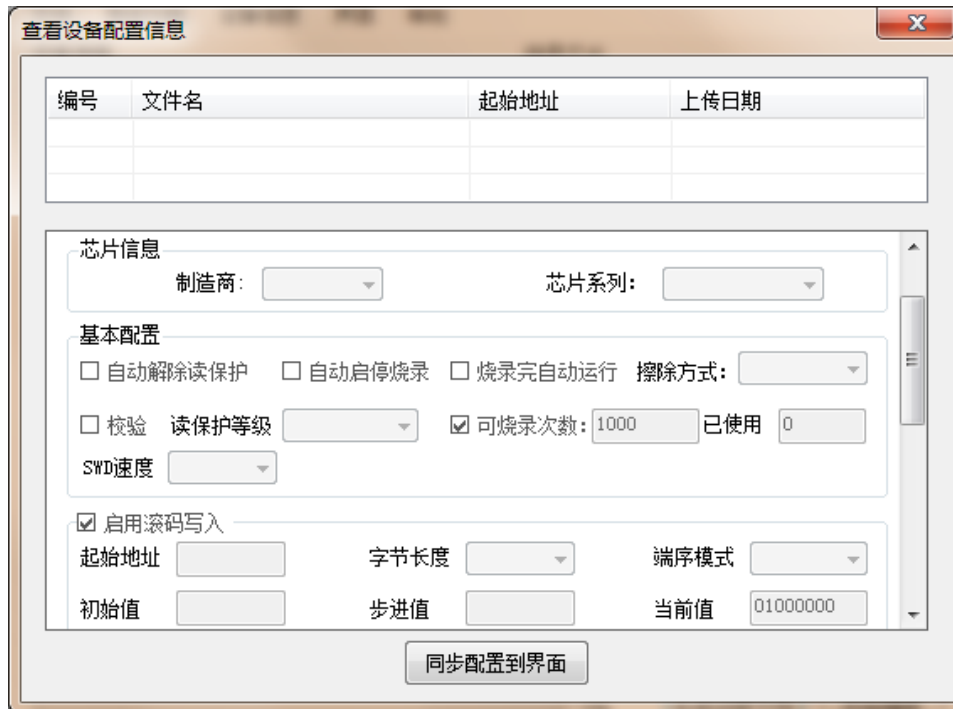 查看设备配置信息
编号 文件名 起始地址 上传日期
芯片信息
制造商: 芯片系列:
基本配置
自动解除读保护 自动启停烧录 烧录完自动运行 擦除方式:
校验 读保护等级 可烧录次数: 1000 已使用 0
SWD速度
启用滚码写入
起始地址 字节长度 端序模式
初始值 步进值 当前值 01000000
同步配置到界面